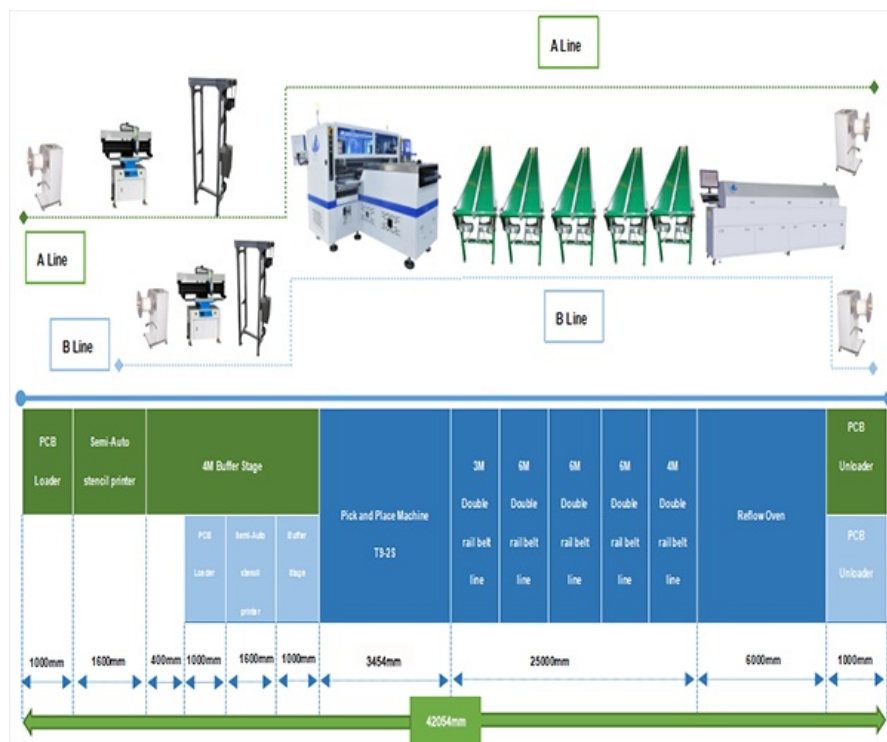 A Line
A Line
B Line
B Line
PCB
Loader
Semi-Auto
stencil printer
4M Buffer Stage
PCB
Loader
Semi-Auto
stencil
printer
Buffer
Stage
Pick and Place Machine
T9-2S
3M
Double
rail belt
line
6M
Double
rail belt
line
6M
Double
rail belt
line
6M
Double
rail belt
line
4M
Double
rail belt
line
Reflow Oven
PCB
Unloader
PCB
Unloader
1000mm
1600mm
400mm
1000mm
1600mm
1000mm
3454mm
25000mm
6000mm
1000mm
42054mm